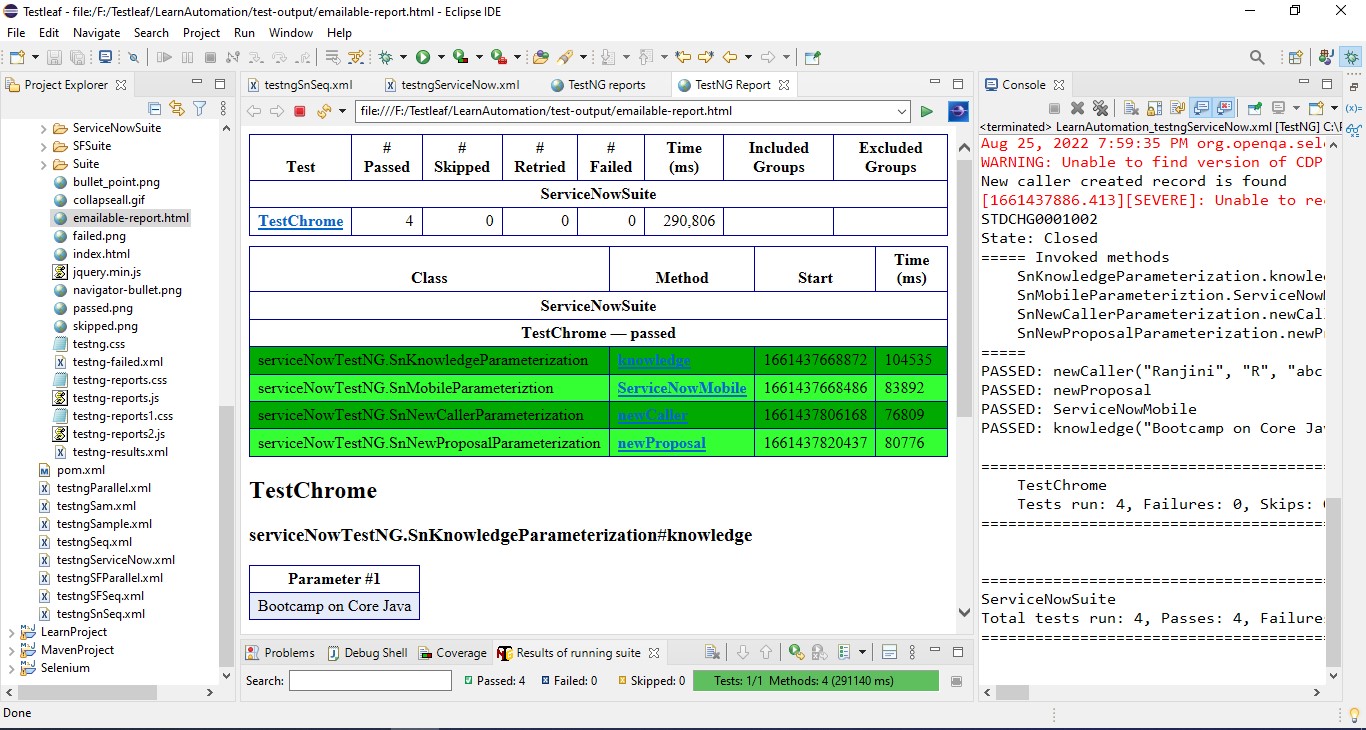 Testleaf - file:/F:/Testleaf/LearnAutomation/test-output/emailable-report.html - Eclipse IDE
File Edit Navigate Search Project Run Window Help
Project Explorer
ServiceNowSuite
SFSuite
Suite
bullet_point.png
collapseall.gif
emailable-report.html
failed.png
index.html
jquery.min.js
navigator-bullet.png
passed.png
skipped.png
testng.css
testng-failed.xml
testng-reports.css
testng-reports.js
testng-reports1.css
testng-reports2.js
testng-results.xml
pom.xml
testngParallel.xml
testngSam.xml
testngSample.xml
testngSeq.xml
testngServiceNow.xml
testngSFParallel.xml
testngSFSeq.xml
testngSnSeq.xml
LearnProject
MavenProject
Selenium
testngSnSeq.xml testngServiceNow.xml TestNG reports TestNG Report
file:///F:/Testleaf/LearnAutomation/test-output/emailable-report.html
Test # Passed # Skipped # Retried # Failed Time (ms) Included Groups Excluded Groups
ServiceNowSuite
TestChrome 4 0 0 0 290,806
Class Method Start Time (ms)
ServiceNowSuite
TestChrome — passed
serviceNowTestNG.SnKnowledgeParameterization knowledge 1661437668872 104535
serviceNowTestNG.SnMobileParameteriztion ServiceNowMobile 1661437668486 83892
serviceNowTestNG.SnNewCallerParameterization newCaller 1661437806168 76809
serviceNowTestNG.SnNewProposalParameterization newProposal 1661437820437 80776
TestChrome
serviceNowTestNG.SnKnowledgeParameterization#knowledge
Parameter #1
Bootcamp on Core Java
Problems Debug Shell Coverage Results of running suite
Search: Passed: 4 Failed: 0 Skipped: 0 Tests: 1/1 Methods: 4 (291140 ms)
Console
<terminated> LearnAutomation_testngServiceNow.xml [TestNG] C:\
Aug 25, 2022 7:59:35 PM org.openqa.sele
WARNING: Unable to find version of CDP
New caller created record is found
[1661437886.413][SEVERE]: Unable to re
STDCHG0001002
State: Closed
===== Invoked methods
SnKnowledgeParameterization.knowle
SnMobileParameteriztion.ServiceNow
SnNewCallerParameterization.newCal
SnNewProposalParameterization.newP
=====
PASSED: newCaller("Ranjini", "R", "abc
PASSED: newProposal
PASSED: ServiceNowMobile
PASSED: knowledge("Bootcamp on Core Ja
======================================
TestChrome
Tests run: 4, Failures: 0, Skips:
======================================
======================================
ServiceNowSuite
Total tests run: 4, Passes: 4, Failure
======================================
Done